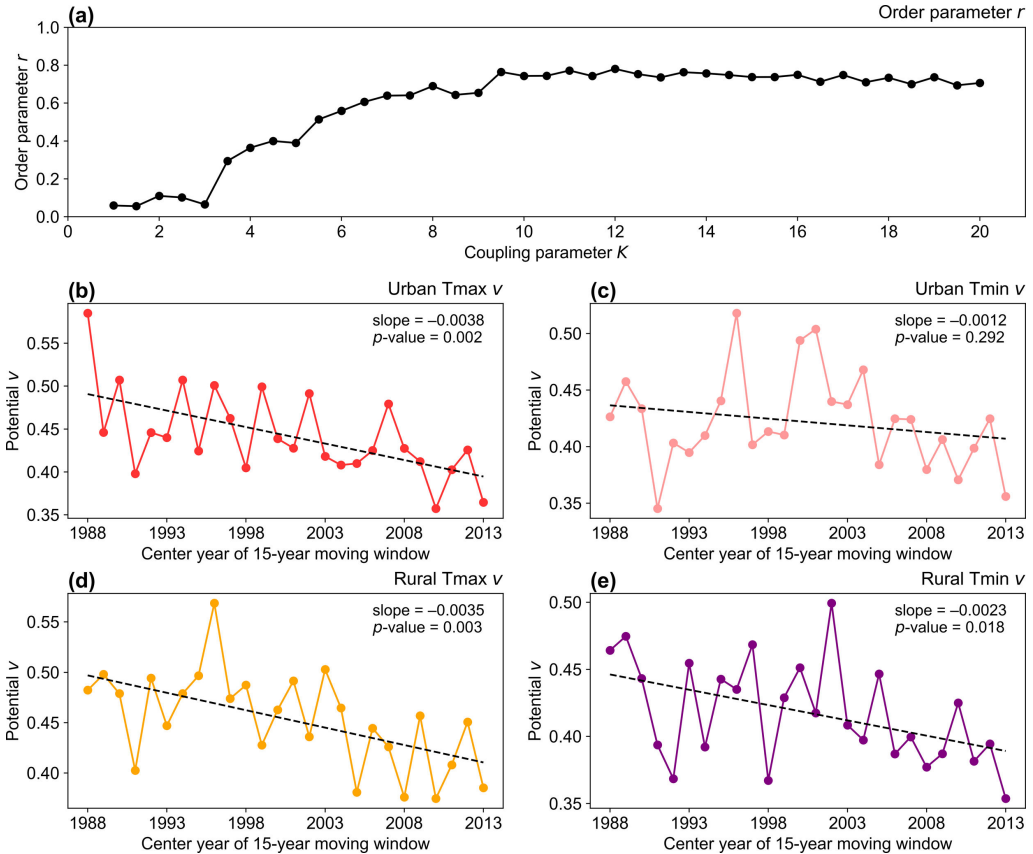 (a)
Order parameter r
1.0
0.8
0.6
0.4
0.2
0.0
Order parameter r
0 2 4 6 8 10 12 14 16 18 20
Coupling parameter K
(b)
Urban Tmax v
slope = –0.0038
p-value = 0.002
0.55
0.50
0.45
0.40
0.35
Potential v
1988 1993 1998 2003 2008 2013
Center year of 15-year moving window
(c)
Urban Tmin v
slope = –0.0012
p-value = 0.292
0.50
0.45
0.40
0.35
Potential v
1988 1993 1998 2003 2008 2013
Center year of 15-year moving window
(d)
Rural Tmax v
slope = –0.0035
p-value = 0.003
0.55
0.50
0.45
0.40
Potential v
1988 1993 1998 2003 2008 2013
Center year of 15-year moving window
(e)
Rural Tmin v
slope = –0.0023
p-value = 0.018
0.50
0.45
0.40
0.35
Potential v
1988 1993 1998 2003 2008 2013
Center year of 15-year moving window